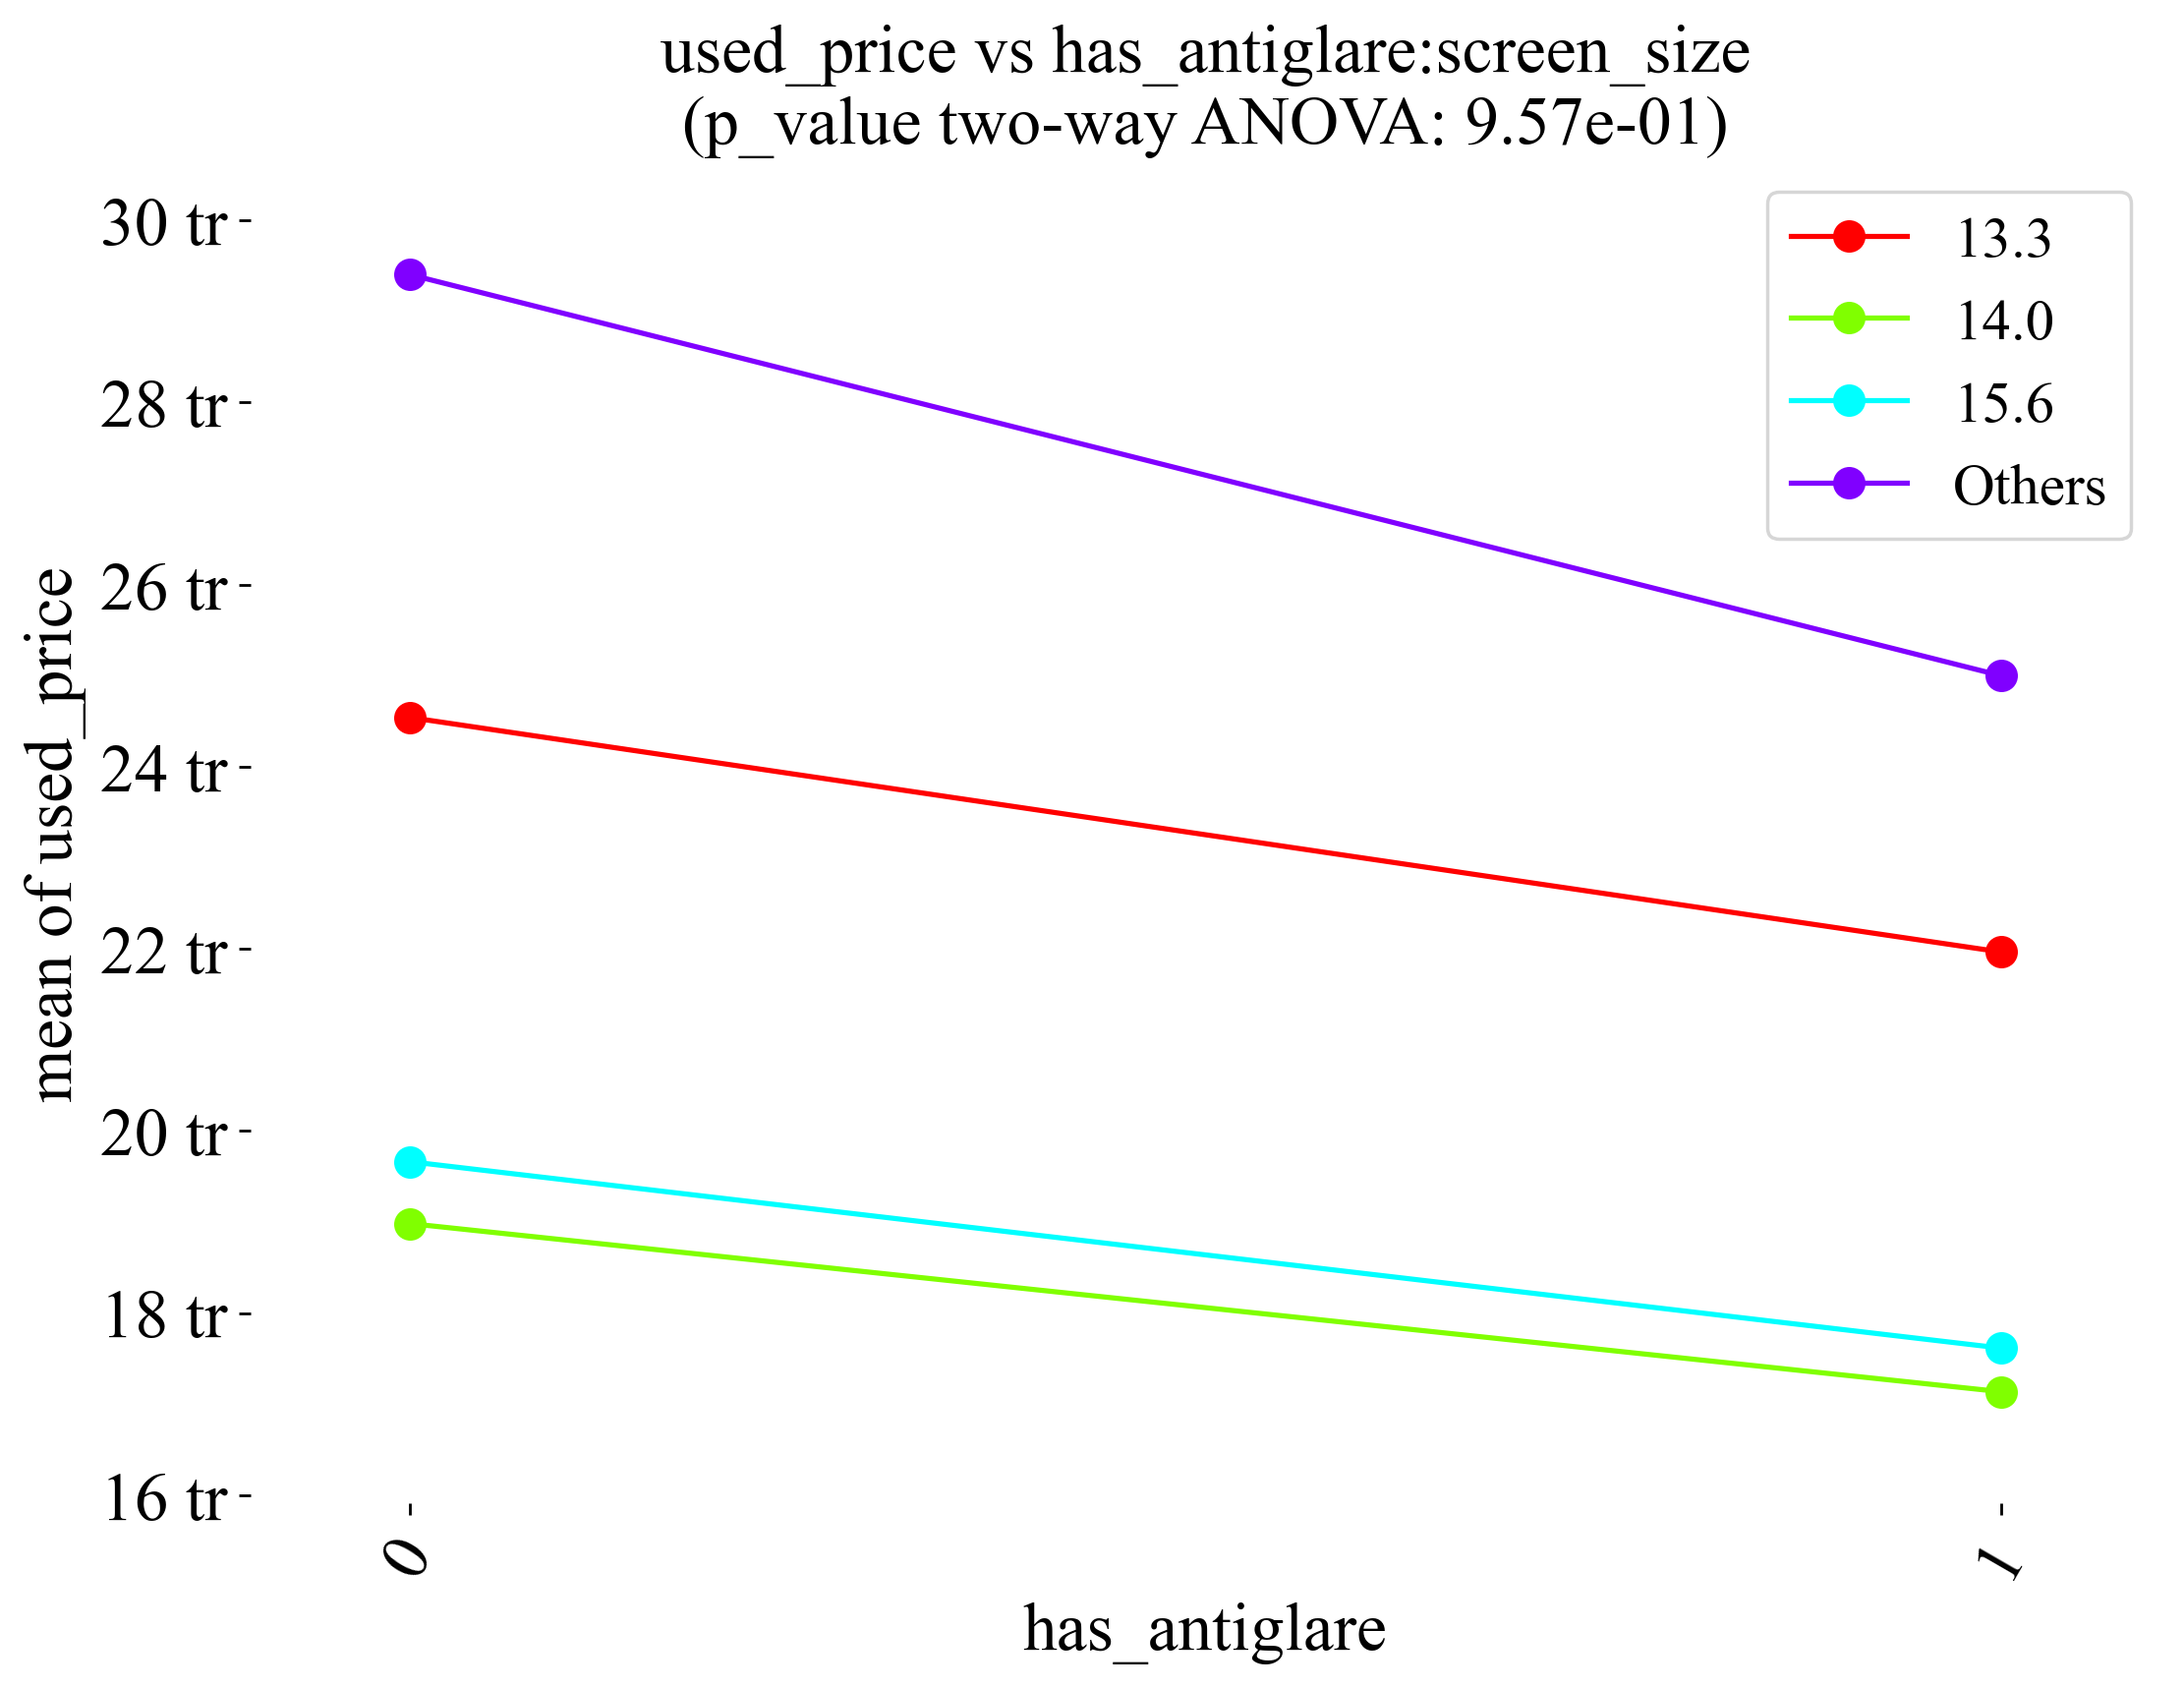 used_price vs has_antiglare:screen_size
(p_value two-way ANOVA: 9.57e-01)
13.3
14.0
15.6
Others
mean of used_price
30 tr
28 tr
26 tr
24 tr
22 tr
20 tr
18 tr
16 tr
0
1
has_antiglare